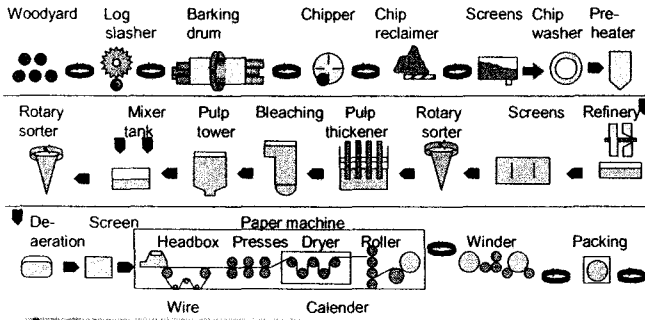 Woodyard Log slasher Barking drum Chipper Chip reclaimer Screens Chip washer Pre-heater
Rotary sorter Mixer tank Pulp tower Bleaching Pulp thickener Rotary sorter Screens Refinery
De-aeration Screen Paper machine
Headbox Presses Dryer Roller Winder Packing
Wire Calender